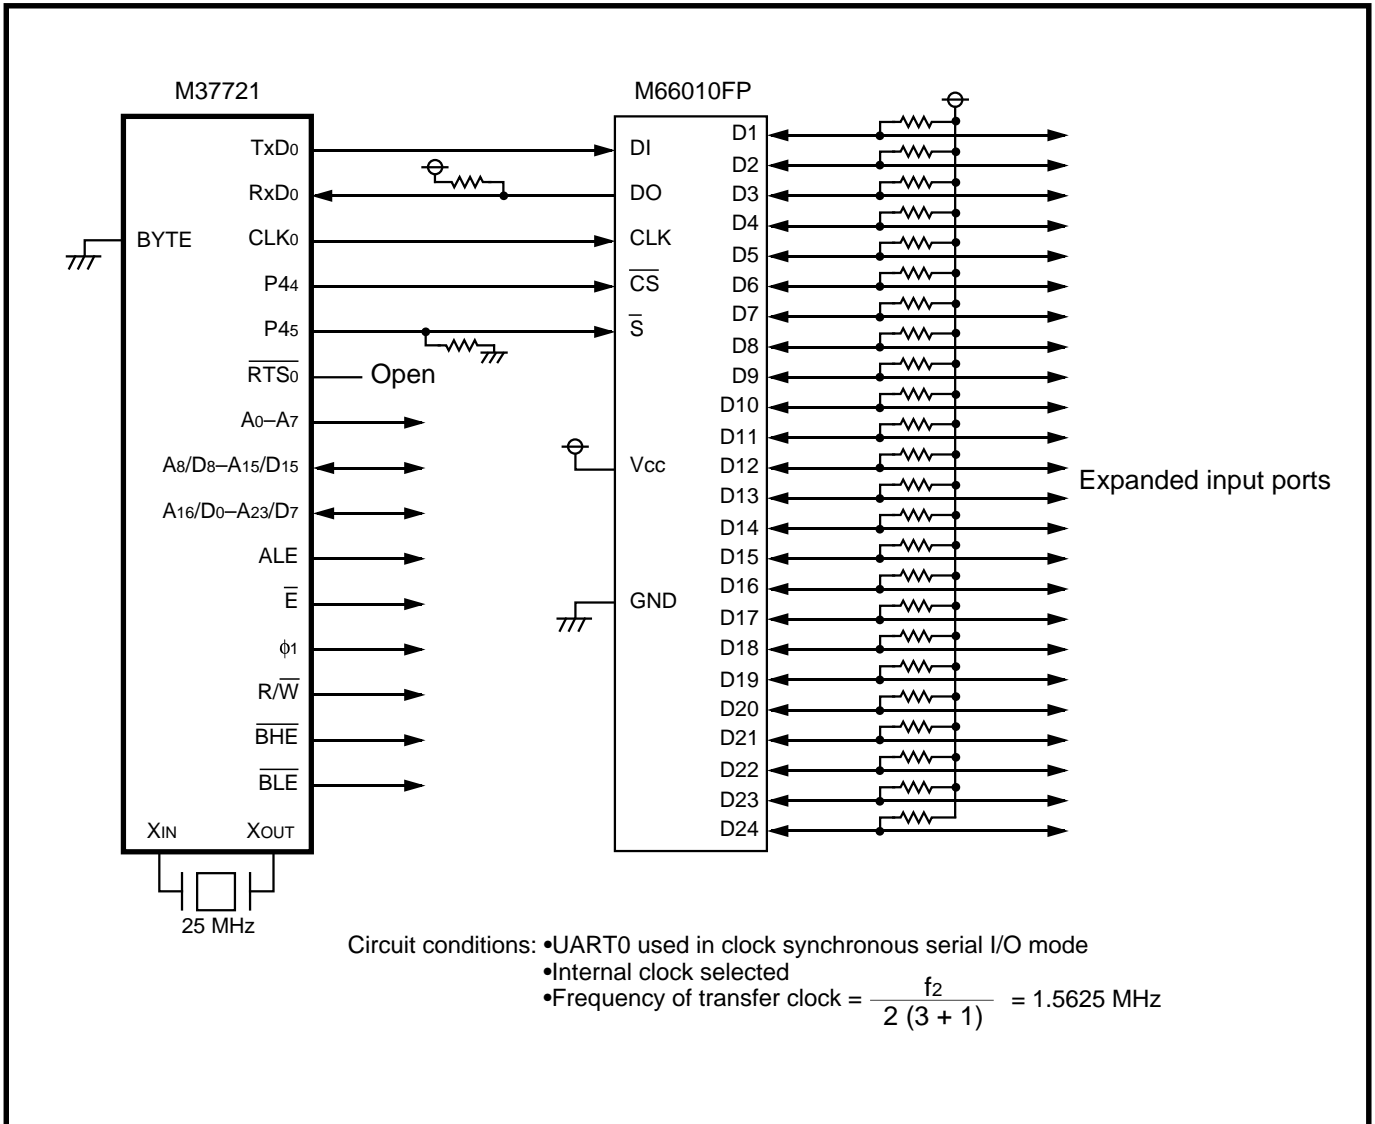 M37721
M66010FP
TxD0
RxD0
CLK0
P44
P45
RTS0
Open
A0–A7
A8/D8–A15/D15
A16/D0–A23/D7
ALE
E
ϕ1
R/W
BHE
BLE
BYTE
XIN
XOUT
25 MHz
DI
DO
CLK
CS
S
Vcc
GND
D1
D2
D3
D4
D5
D6
D7
D8
D9
D10
D11
D12
D13
D14
D15
D16
D17
D18
D19
D20
D21
D22
D23
D24
Expanded input ports
Circuit conditions: •UART0 used in clock synchronous serial I/O mode
•Internal clock selected
•Frequency of transfer clock = f2 / 2 (3 + 1) = 1.5625 MHz